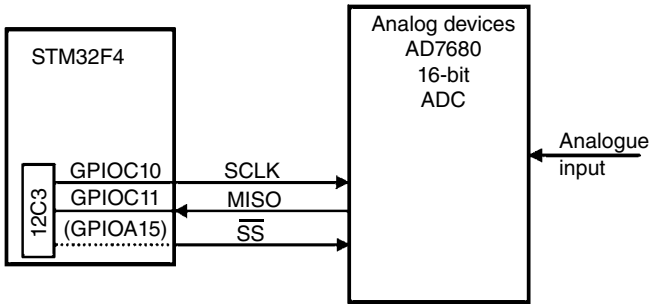 STM32F4
12C3
GPIOC10
GPIOC11
(GPIOA15)
SCLK
MISO
SS
Analog devices
AD7680
16-bit
ADC
Analogue
input